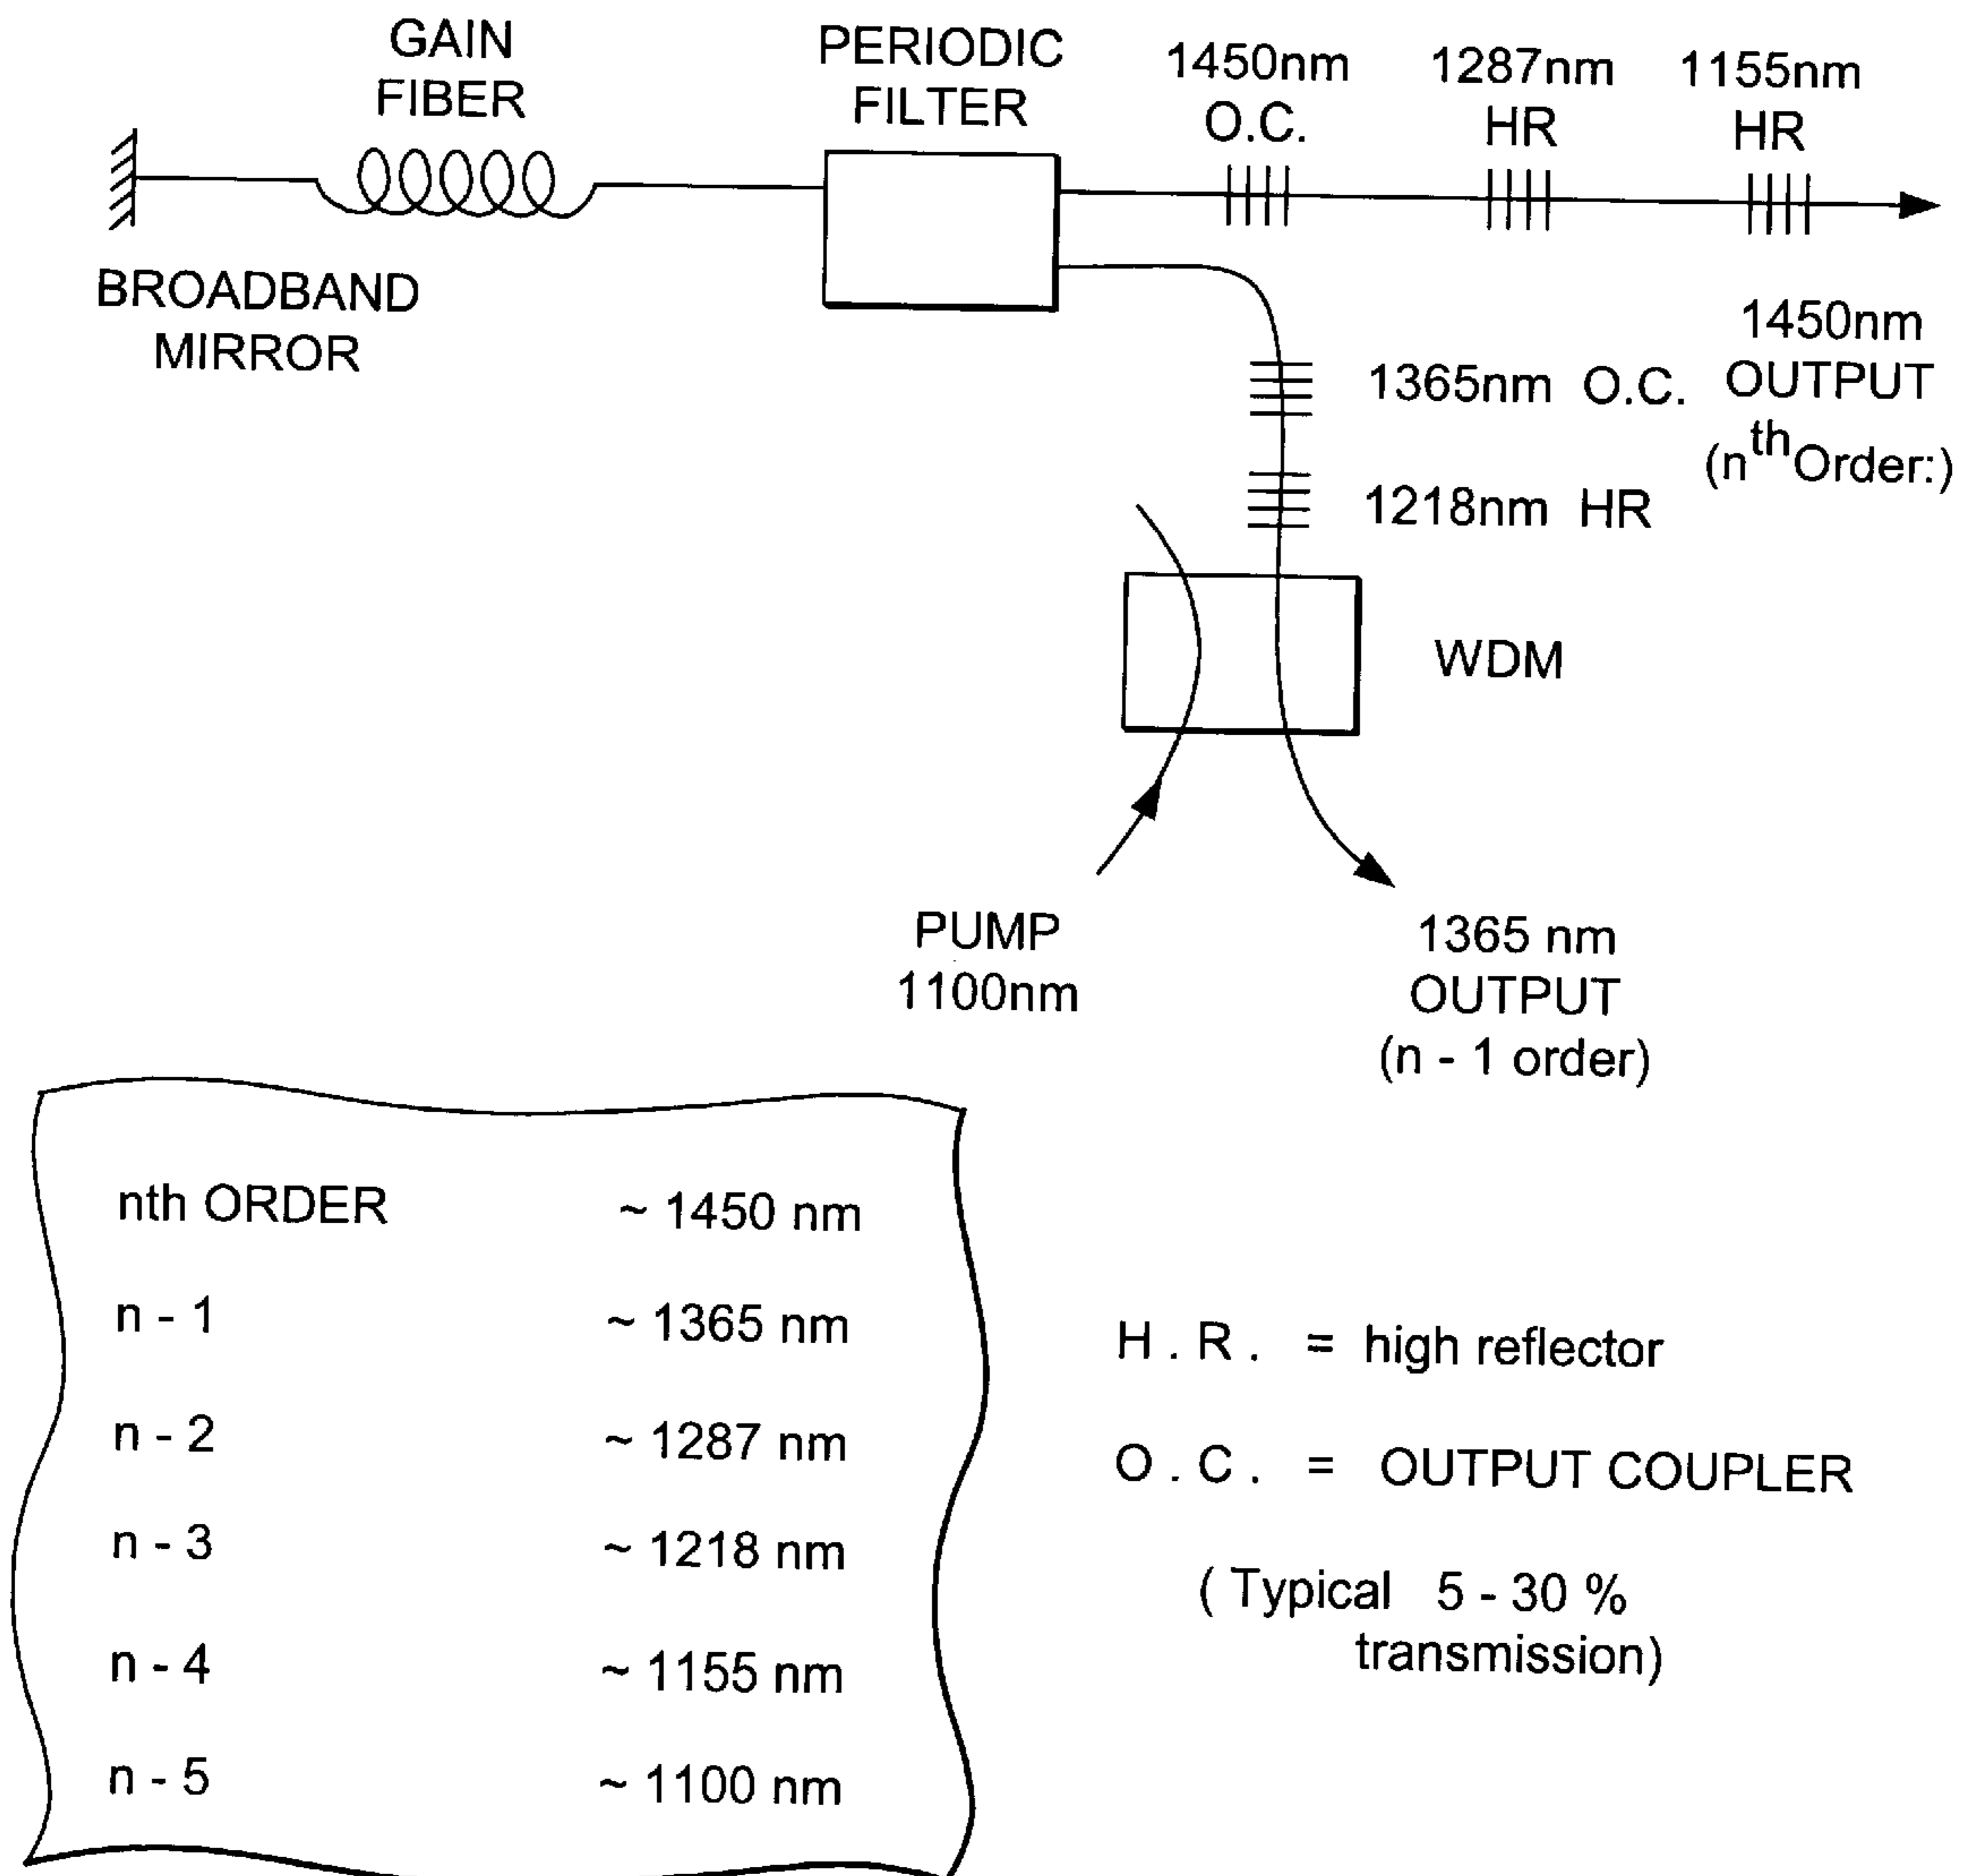 GAIN
FIBER
PERIODIC
FILTER
1450nm
O.C.
1287nm
HR
1155nm
HR
BROADBAND
MIRROR
1450nm
OUTPUT
(nth Order:)
1365nm O.C.
1218nm HR
WDM
PUMP
1100nm
1365 nm
OUTPUT
(n - 1 order)
nth ORDER ~ 1450 nm
n - 1 ~ 1365 nm
n - 2 ~ 1287 nm
n - 3 ~ 1218 nm
n - 4 ~ 1155 nm
n - 5 ~ 1100 nm
H . R . = high reflector
O . C . = OUTPUT COUPLER
( Typical 5 - 30 %
transmission)